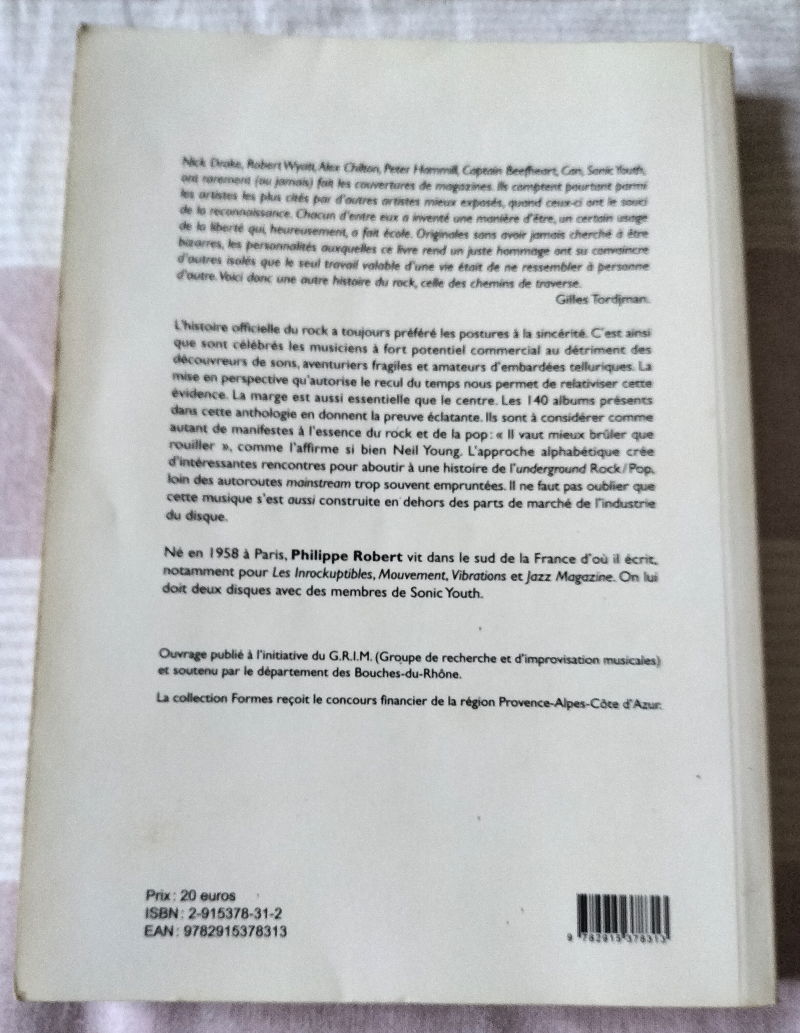 Nick Drake, Robert Wyatt, Alex Chilton, Peter Hammill, Captain Beefheart, Can, Sonic Youth,
ont rarement (ou jamais) fait les couvertures de magazines. Ils comptent pourtant parmi
les artistes les plus cités par d'autres artistes mieux exposés, quand ceux-ci ont le souci
de la reconnaissance. Chacun d'entre eux a inventé une manière d'être, un certain usage
de la liberté qui, heureusement, a fait école. Originales sans avoir jamais cherché à être
bizarres, les personnalités auxquelles ce livre rend un juste hommage ont su convaincre
d'autres isolés que le seul travail valable d'une vie était de ne ressembler à personne
d'autre. Voici donc une autre histoire du rock, celle des chemins de traverse.
Gilles Tordjman.
L'histoire officielle du rock a toujours préféré les postures à la sincérité. C'est ainsi
que sont célébrés les musiciens à fort potentiel commercial au détriment des
découvreurs de sons, aventuriers fragiles et amateurs d'embardées telluriques. La
mise en perspective qu'autorise le recul du temps nous permet de relativiser cette
évidence. La marge est aussi essentielle que le centre. Les 140 albums présents
dans cette anthologie en donnent la preuve éclatante. Ils sont à considérer comme
autant de manifestes à l'essence du rock et de la pop : « Il vaut mieux brûler que
rouiller », comme l'affirme si bien Neil Young. L'approche alphabétique crée
d'intéressantes rencontres pour aboutir à une histoire de l'underground Rock / Pop,
loin des autoroutes mainstream trop souvent empruntées. Il ne faut pas oublier que
cette musique s'est aussi construite en dehors des parts de marché de l'industrie
du disque.
Né en 1958 à Paris, Philippe Robert vit dans le sud de la France d'où il écrit,
notamment pour Les Inrockuptibles, Mouvement, Vibrations et Jazz Magazine. On lui
doit deux disques avec des membres de Sonic Youth.
Ouvrage publié à l'initiative du G.R.I.M. (Groupe de recherche et d'improvisation musicales)
et soutenu par le département des Bouches-du-Rhône.
La collection Formes reçoit le concours financier de la région Provence-Alpes-Côte d'Azur.
Prix : 20 euros
ISBN : 2-915378-31-2
EAN : 9782915378313
9 782915 378313